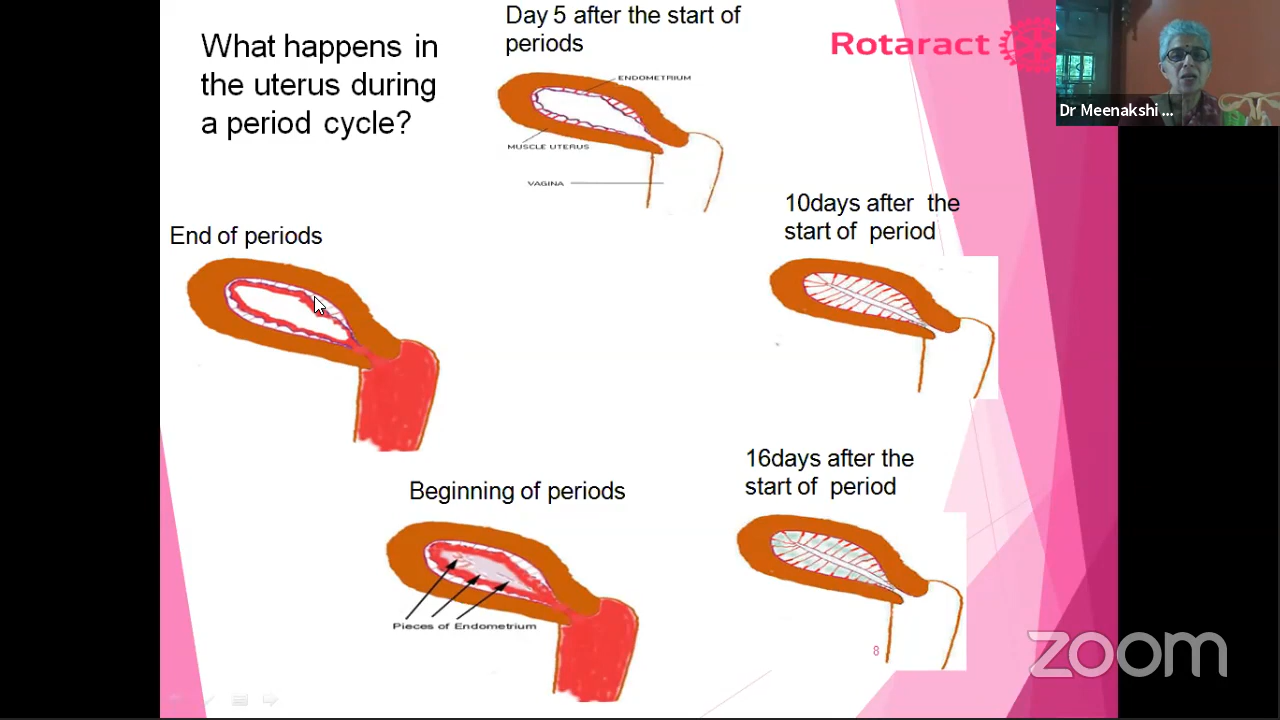 What happens in
the uterus during
a period cycle?
Day 5 after the start of
periods
ENDOMETRIUM
MUSCLE UTERUS
VAGINA
Rotaract
Dr Meenakshi ...
10days after the
start of period
End of periods
16days after the
start of period
Beginning of periods
Pieces of Endometrium
8
zoom